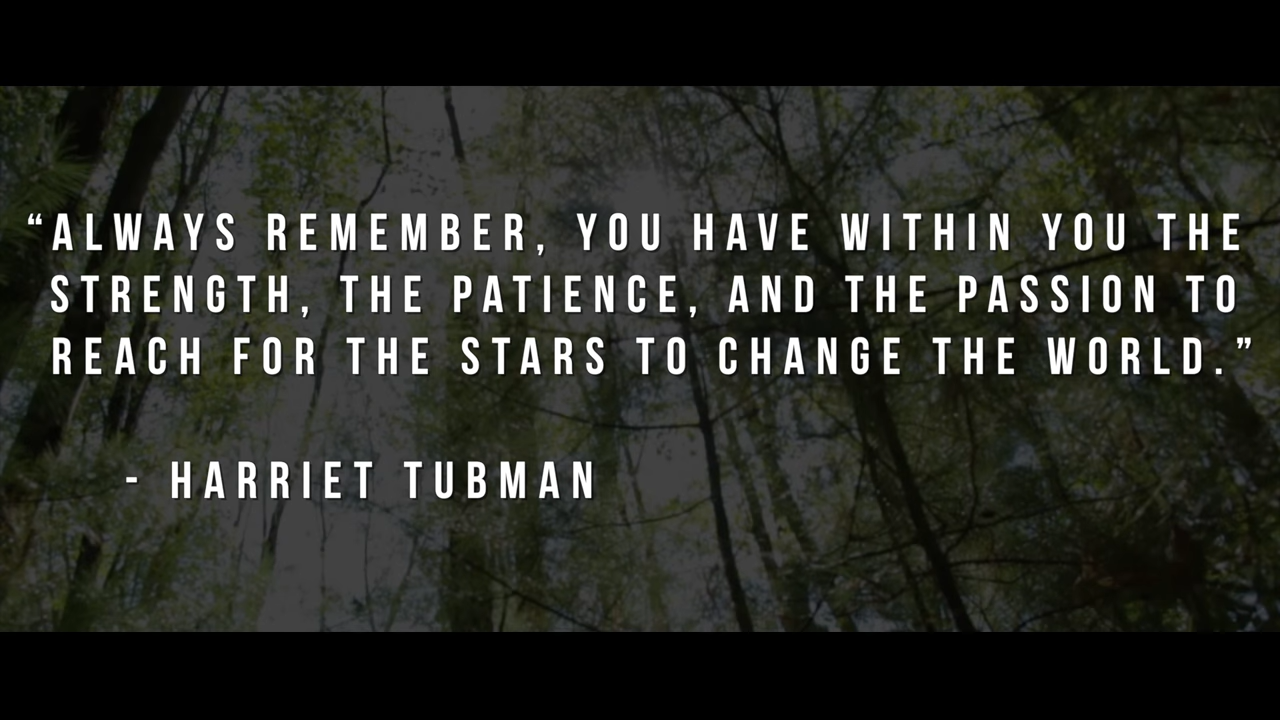 “ALWAYS REMEMBER, YOU HAVE WITHIN YOU THE
STRENGTH, THE PATIENCE, AND THE PASSION TO
REACH FOR THE STARS TO CHANGE THE WORLD.”
- HARRIET TUBMAN